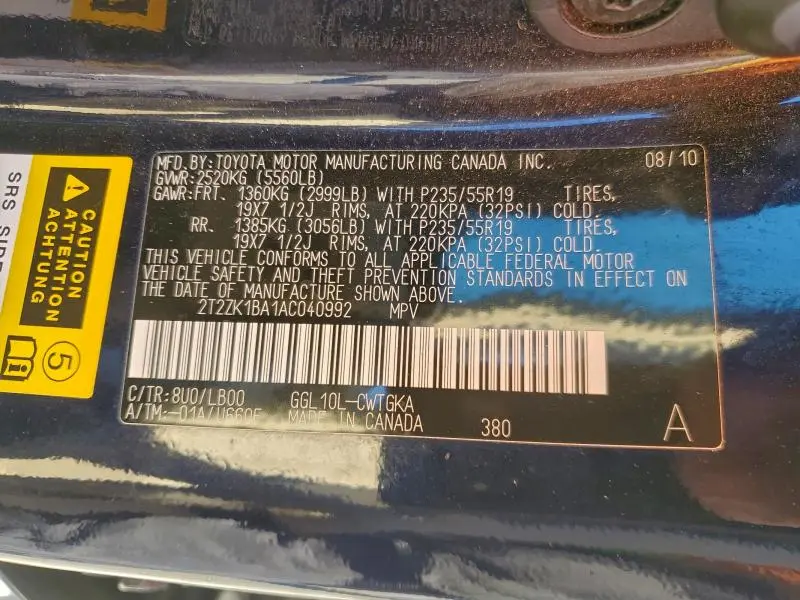 MFD.BY:TOYOTA MOTOR MANUFACTURING CANADA INC. 08/10
GVWR:2520KG (5560LB)
GAWR:FRT. 1360KG (2999LB) WITH P235/55R19 TIRES,
19X7 1/2J RIMS, AT 220KPA (32PSI) COLD.
RR. 1385KG (3056LB) WITH P235/55R19 TIRES,
19X7 1/2J RIMS, AT 220KPA (32PSI) COLD.
THIS VEHICLE CONFORMS TO ALL APPLICABLE FEDERAL MOTOR
VEHICLE SAFETY AND THEFT PREVENTION STANDARDS IN EFFECT ON
THE DATE OF MANUFACTURE SHOWN ABOVE.
2T2ZK1BA1AC040992 MPV
C/TR:8U0/LB00 GGL10L-CWTGKA
A/TM:-01A/U660F MADE IN CANADA 380 A
CAUTION
ATTENTION
ACHTUNG
5
SRS